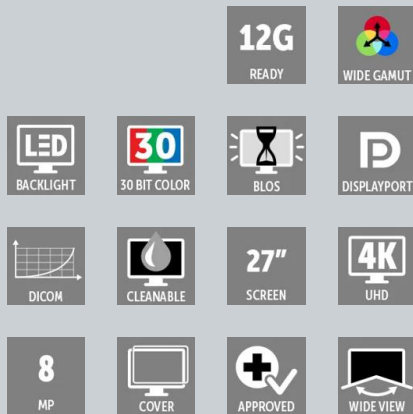 12G
READY
WIDE GAMUT
LED
BACKLIGHT
30
30 BIT COLOR
BLOS
DISPLAYPORT
DICOM
CLEANABLE
27”
SCREEN
4K
UHD
8
MP
COVER
APPROVED
WIDE VIEW